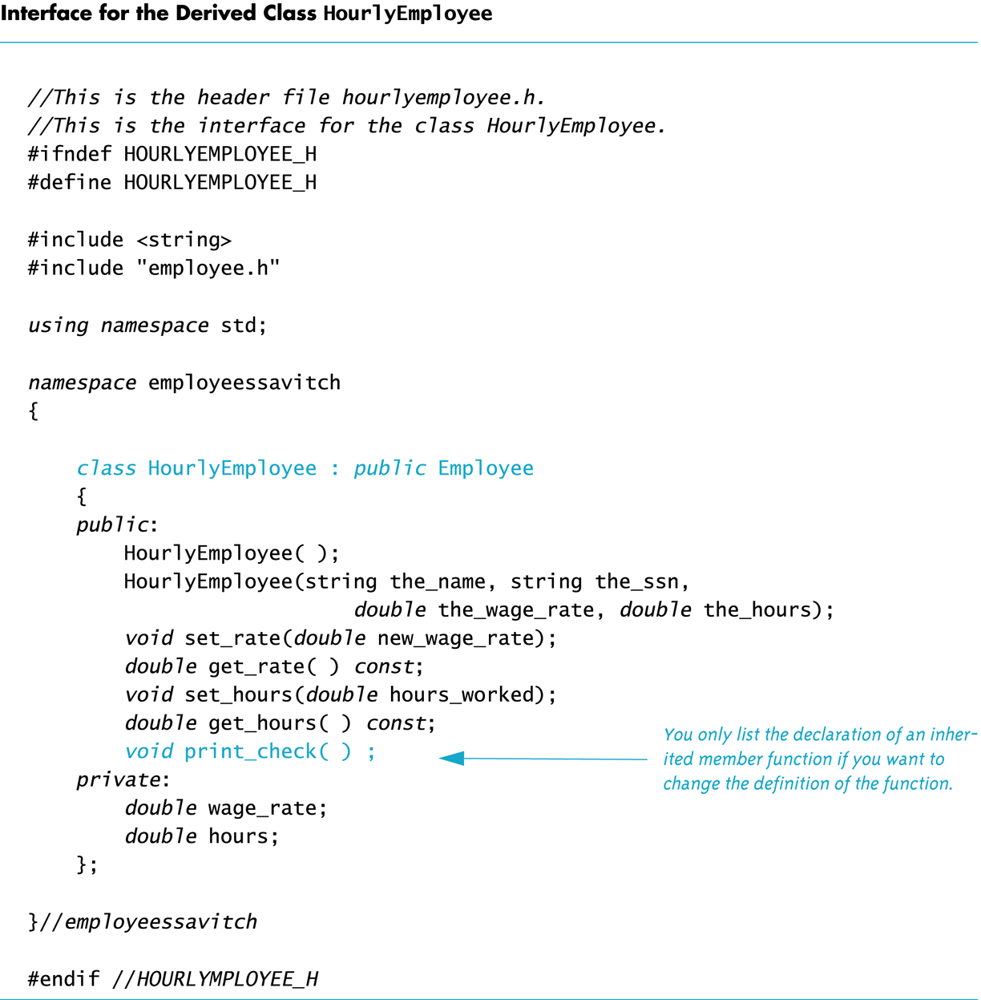 Interface for the Derived Class HourlyEmployee
//This is the header file hourlyemployee.h.
//This is the interface for the class HourlyEmployee.
#ifndef HOURLYEMPLOYEE_H
#define HOURLYEMPLOYEE_H
#include <string>
#include "employee.h"
using namespace std;
namespace employeessavitch
{
class HourlyEmployee : public Employee
{
public:
HourlyEmployee( );
HourlyEmployee(string the_name, string the_ssn,
double the_wage_rate, double the_hours);
void set_rate(double new_wage_rate);
double get_rate( ) const;
void set_hours(double hours_worked);
double get_hours( ) const;
void print_check( ) ;
You only list the declaration of an inher-
ited member function if you want to
change the definition of the function.
private:
double wage_rate;
double hours;
};
}//employeessavitch
#endif //HOURLYMPLOYEE_H